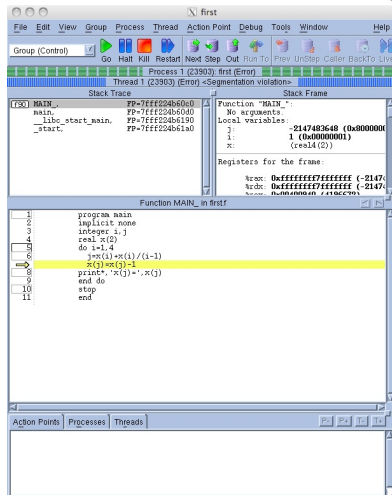 first
File Edit View Group Process Thread Action Point Debug Tools Window Help
Group (Control)
Go Halt Kill Restart Next Step Out Run To Prev UnStep Caller BackTo Live
Process 1 (23903): first (Error)
Thread 1 (23903) (Error) <Segmentation violation>
Stack Trace
f90 MAIN_, FP=7fff224b60c0
main, FP=7fff224b60d0
__libc_start_main, FP=7fff224b6190
_start, FP=7fff224b61a0
Stack Frame
Function "MAIN_":
No arguments.
Local variables:
j: -2147483648 (0x8000000
i: 1 (0x00000001)
x: (real4(2))
Registers for the frame:
%rax: 0xffffffff7fffffff (-2147
%rdx: 0xffffffff7fffffff (-2147
Function MAIN_ in first.f
1 program main
2 implicit none
3 integer i,j
4 real x(2)
5 do i=1,4
6 j=x(i)+x(i)/(i-1)
x(j)=x(j)-1
8 print*,'x(j)=',x(j)
9 end do
10 stop
11 end
Action Points Processes Threads P- P+ T- T+